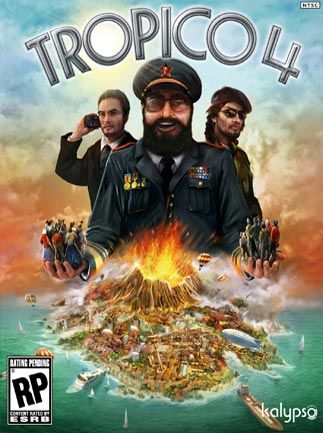 NTSC
TROPICO 4
RATING PENDING
RP
CONTENT RATED BY
ESRB
kalypso